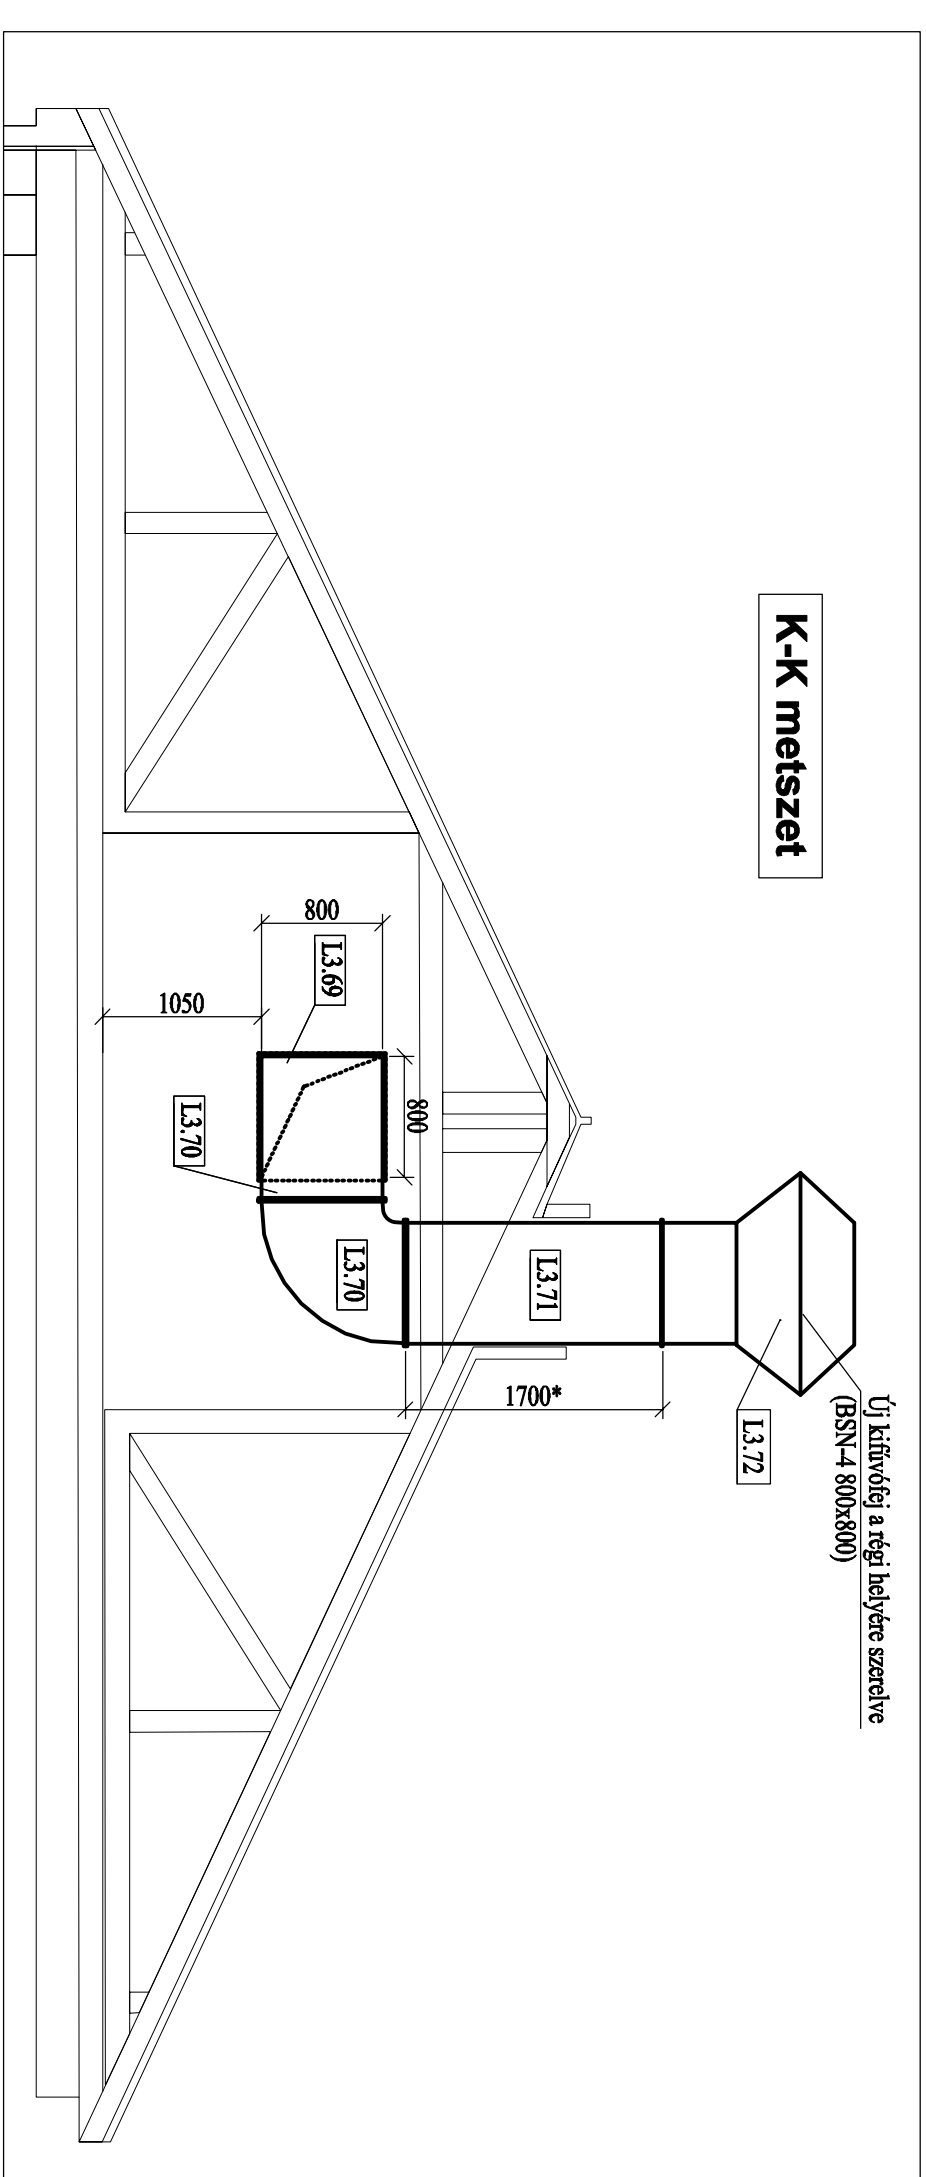 K-K metszet
Új kifúvófej a régi helyére szerelve
(BSN-4 800x800)
L3.72
L3.71
1700*
800
L3.69
800
1050
L3.70
L3.70